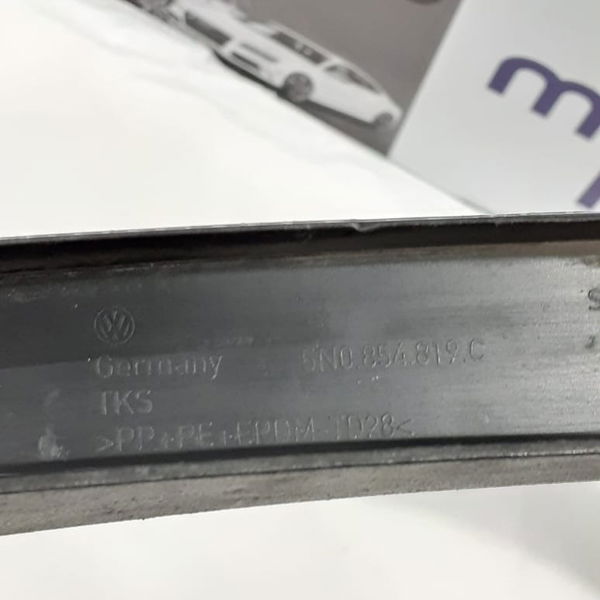 Germany 5N0.854.819.C
TKS
>PP+PE+EPDM-TD28<